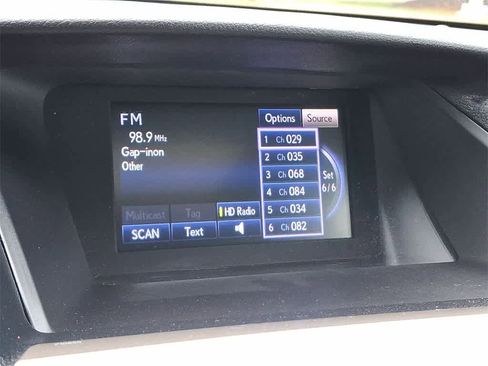 FM
Options Source
98.9 MHz
Gap-inon
Other
1 Ch 029
2 Ch 035
3 Ch 068
4 Ch 084
5 Ch 034
6 Ch 082
Set
6/6
Multicast Tag HD Radio
SCAN Text